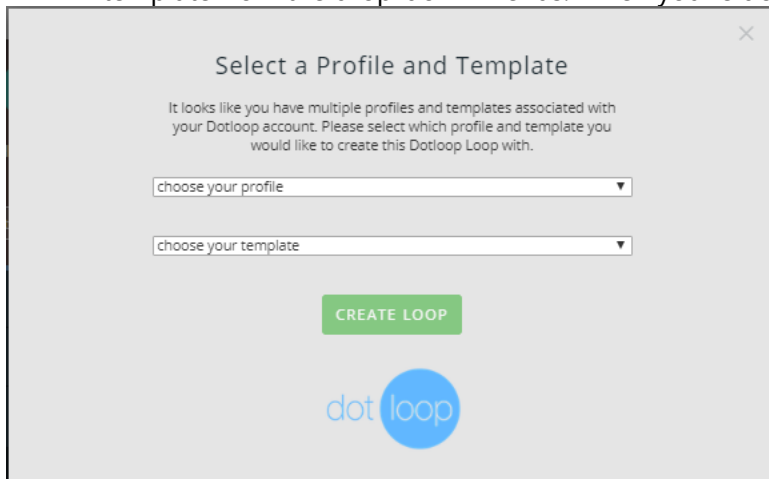 Select a Profile and Template
It looks like you have multiple profiles and templates associated with
your Dotloop account. Please select which profile and template you
would like to create this Dotloop Loop with.
choose your profile
choose your template
CREATE LOOP
dot loop